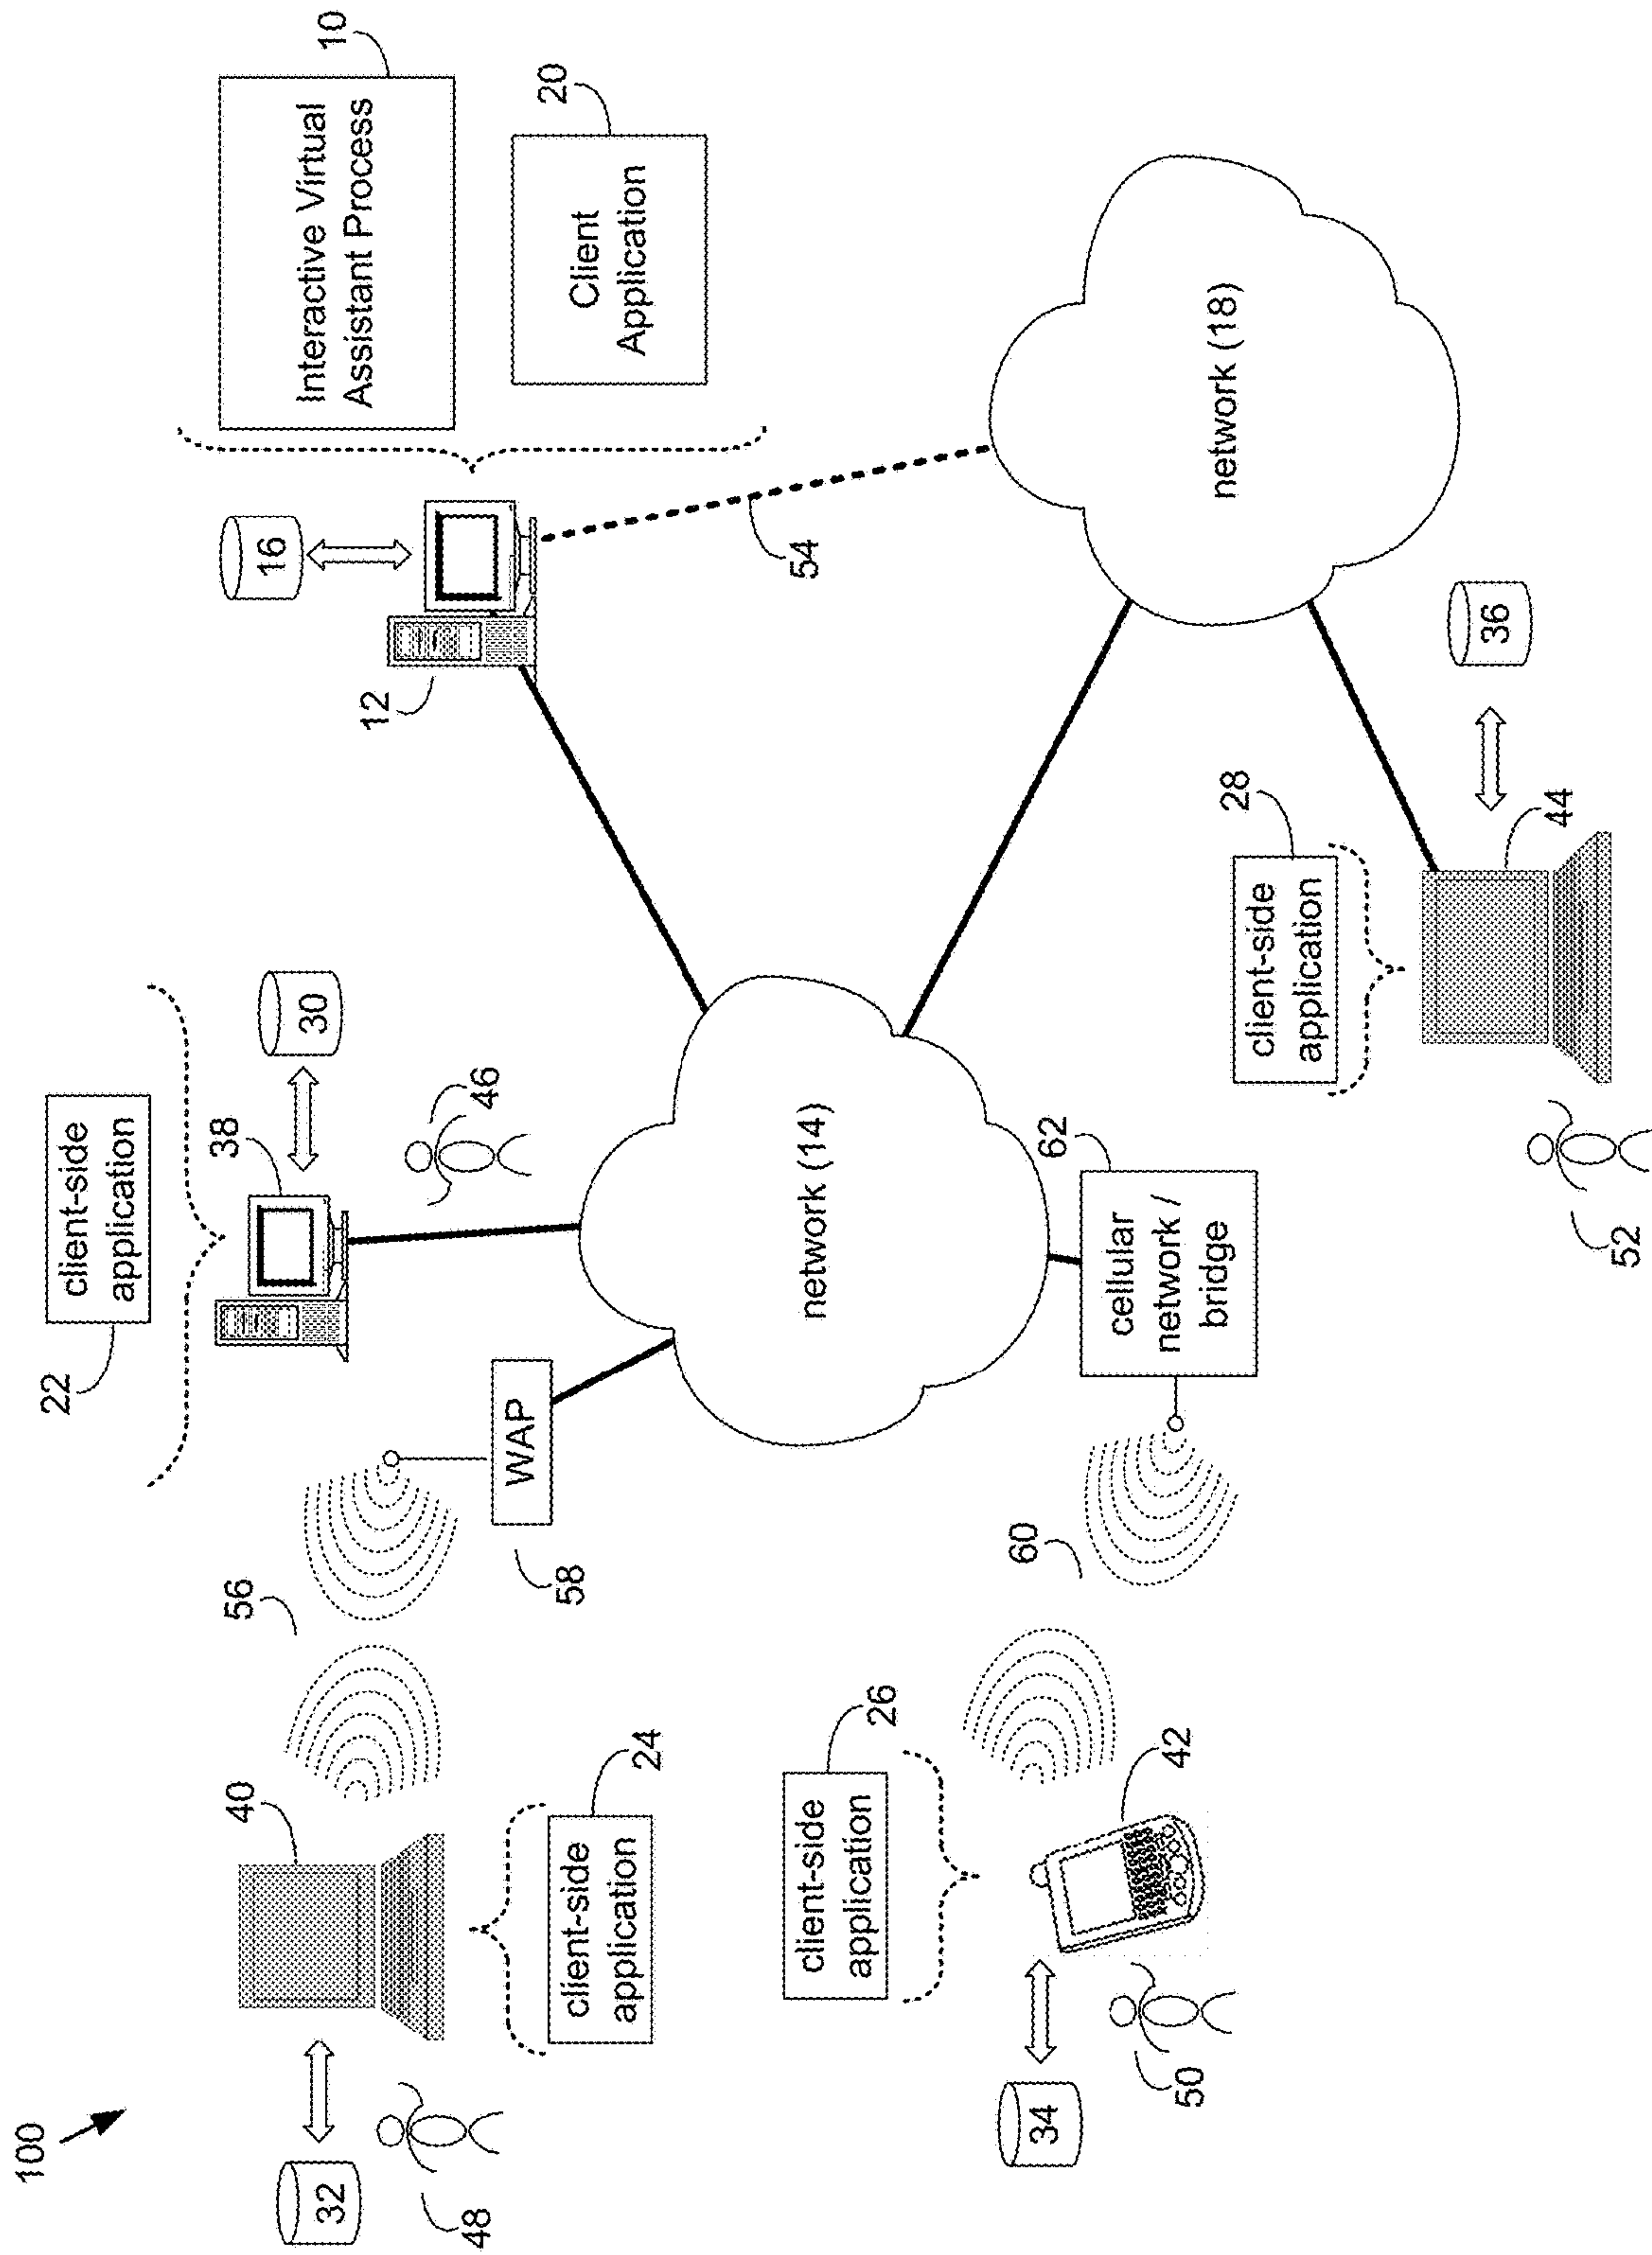 100
22
client-side
application
38
30
46
16
12
Interactive Virtual
Assistant Process
10
Client
Application
20
54
32
48
40
56
58
WAP
client-side
application
24
network (14)
network (18)
client-side
application
26
34
50
42
60
62
cellular
network /
bridge
client-side
application
28
36
44
52